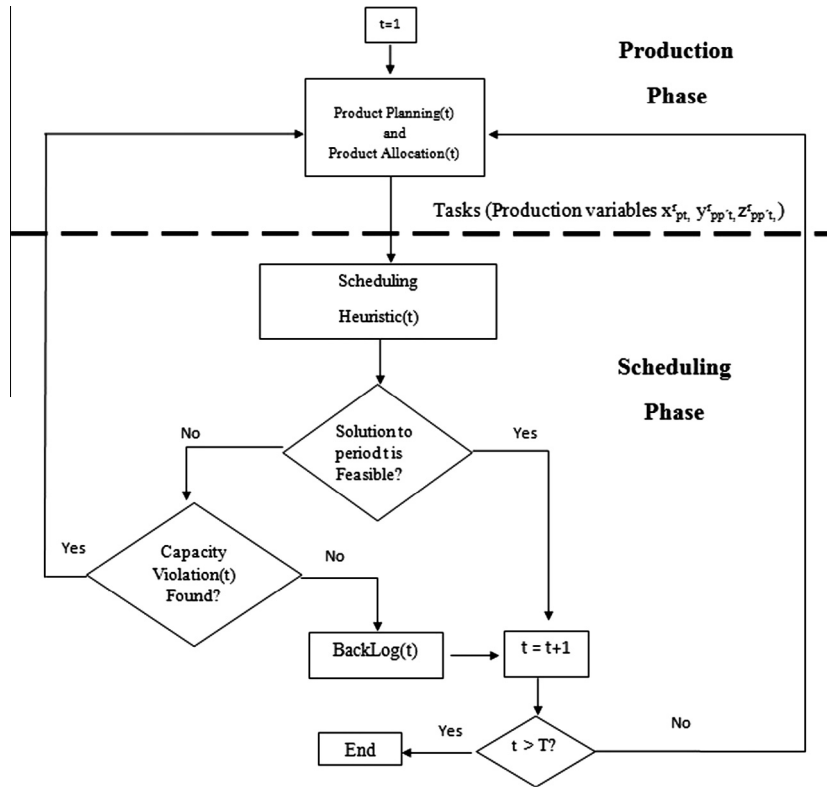 t=1
Production
Phase
Product Planning(t)
and
Product Allocation(t)
Tasks (Production variables xʳpt, yʳpp´t, zʳpp´t,)
Scheduling
Heuristic(t)
Scheduling
Phase
No
Solution to
period t is
Feasible?
Yes
Yes
Capacity
Violation(t)
Found?
No
BackLog(t)
t = t+1
End
Yes
t > T?
No